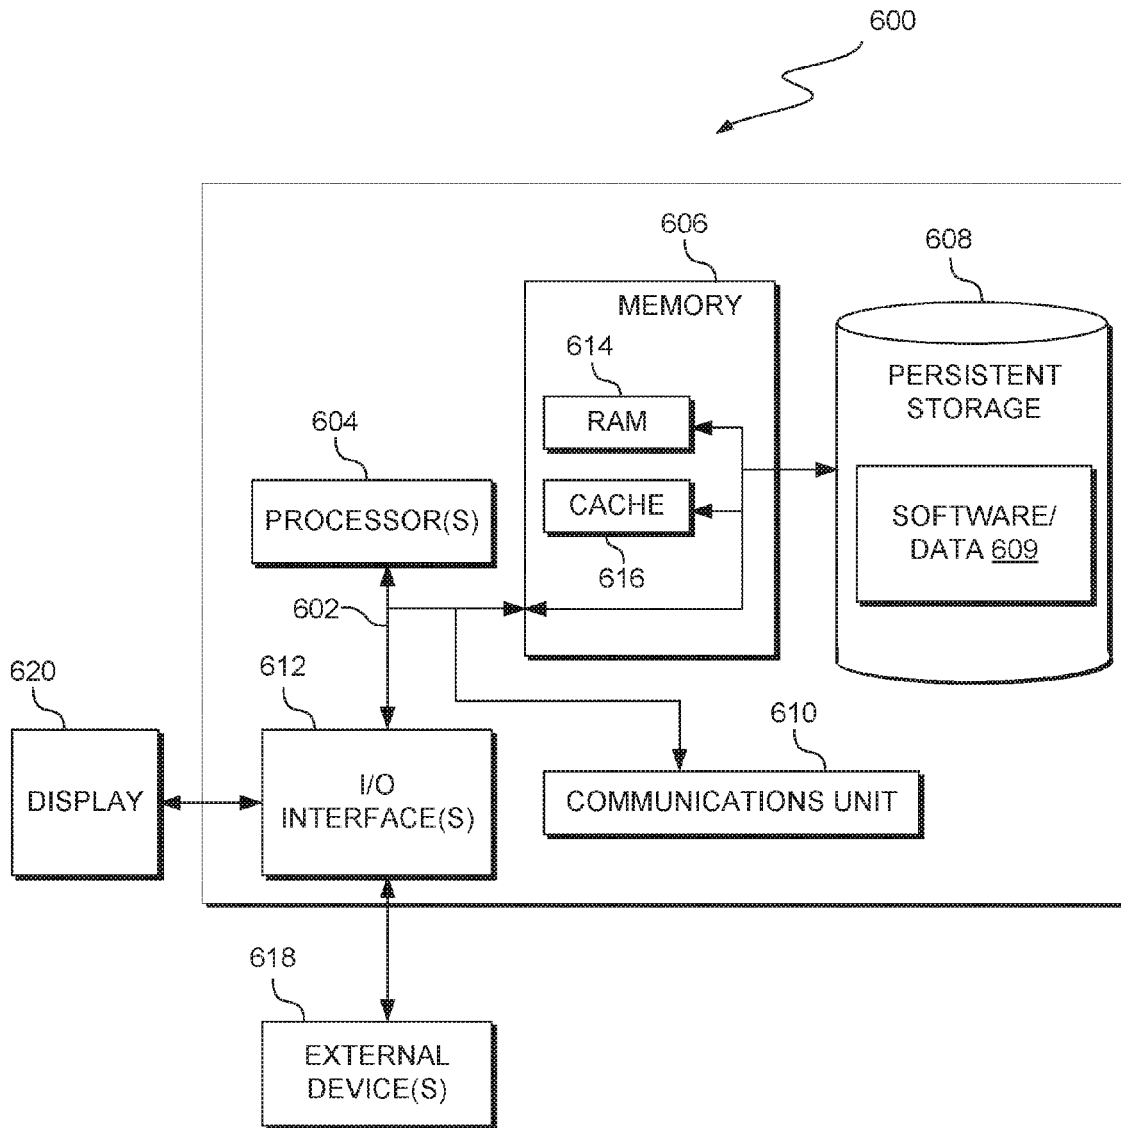 600
606
608
MEMORY
614
RAM
PERSISTENT
STORAGE
604
PROCESSOR(S)
CACHE
616
SOFTWARE/
DATA 609
602
620
612
610
DISPLAY
I/O
INTERFACE(S)
COMMUNICATIONS UNIT
618
EXTERNAL
DEVICE(S)